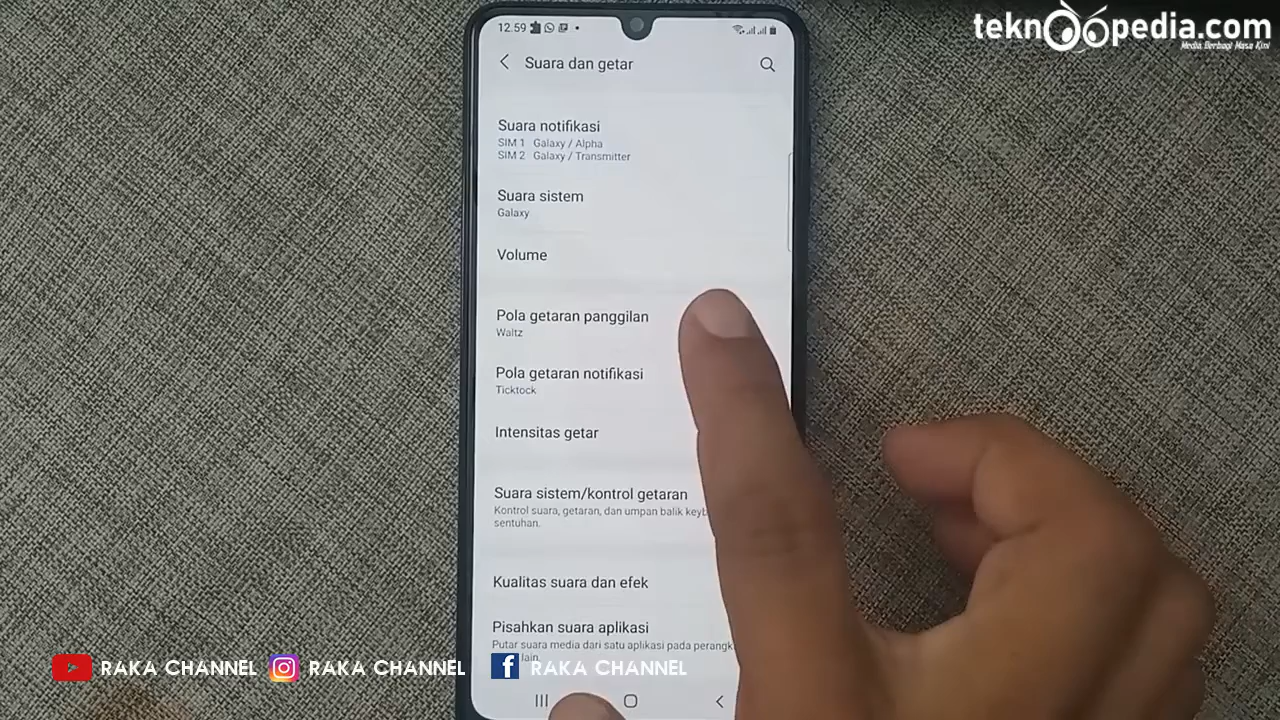 teknoopedia.com
Media Berbagi Masa Kini
12.59
Suara dan getar
Suara notifikasi
SIM 1 Galaxy / Alpha
SIM 2 Galaxy / Transmitter
Suara sistem
Galaxy
Volume
Pola getaran panggilan
Waltz
Pola getaran notifikasi
Ticktock
Intensitas getar
Suara sistem/kontrol getaran
Kontrol suara, getaran, dan umpan balik keyb
sentuhan.
Kualitas suara dan efek
Pisahkan suara aplikasi
Putar suara media dari satu aplikasi pada perangk
lain.
RAKA CHANNEL RAKA CHANNEL RAKA CHANNEL